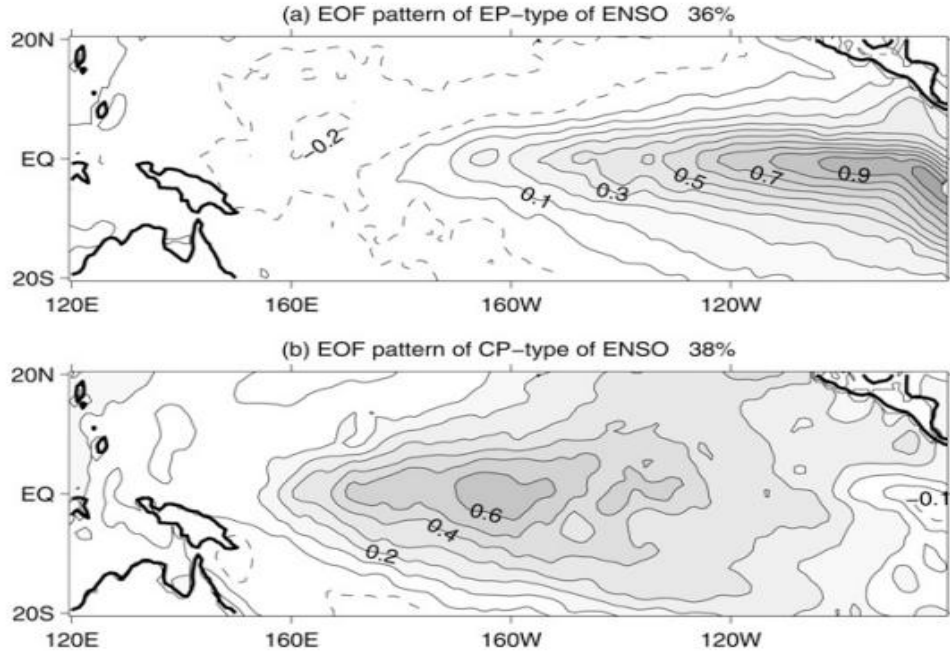 (a) EOF pattern of EP−type of ENSO 36%
20N
−0.2
EQ
0.1 0.3 0.5 0.7 0.9
20S
120E 160E 160W 120W
(b) EOF pattern of CP−type of ENSO 38%
20N
EQ
−0.1
0.6
0.4
0.2
20S
120E 160E 160W 120W